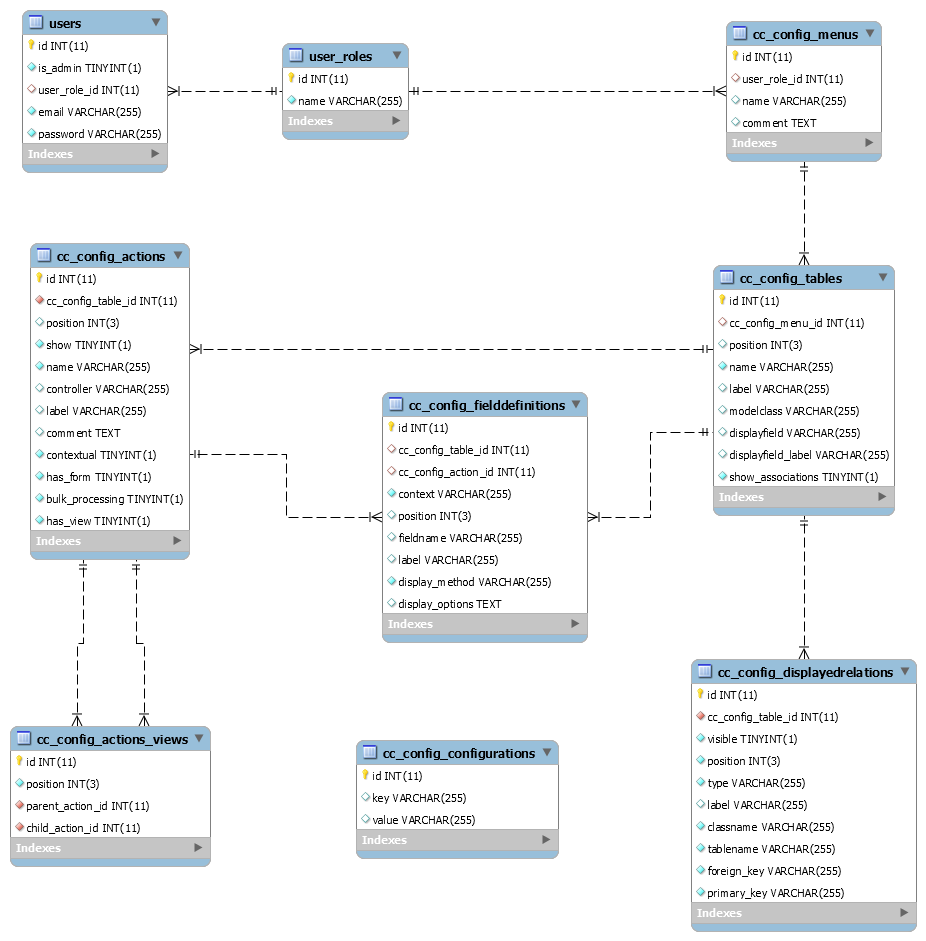 users
id INT(11)
is_admin TINYINT(1)
user_role_id INT(11)
email VARCHAR(255)
password VARCHAR(255)
Indexes
user_roles
id INT(11)
name VARCHAR(255)
Indexes
cc_config_menus
id INT(11)
user_role_id INT(11)
name VARCHAR(255)
comment TEXT
Indexes
cc_config_actions
id INT(11)
cc_config_table_id INT(11)
position INT(3)
show TINYINT(1)
name VARCHAR(255)
controller VARCHAR(255)
label VARCHAR(255)
comment TEXT
contextual TINYINT(1)
has_form TINYINT(1)
bulk_processing TINYINT(1)
has_view TINYINT(1)
Indexes
cc_config_fielddefinitions
id INT(11)
cc_config_table_id INT(11)
cc_config_action_id INT(11)
context VARCHAR(255)
position INT(3)
fieldname VARCHAR(255)
label VARCHAR(255)
display_method VARCHAR(255)
display_options TEXT
Indexes
cc_config_tables
id INT(11)
cc_config_menu_id INT(11)
position INT(3)
name VARCHAR(255)
label VARCHAR(255)
modelclass VARCHAR(255)
displayfield VARCHAR(255)
displayfield_label VARCHAR(255)
show_associations TINYINT(1)
Indexes
cc_config_actions_views
id INT(11)
position INT(3)
parent_action_id INT(11)
child_action_id INT(11)
Indexes
cc_config_configurations
id INT(11)
key VARCHAR(255)
value VARCHAR(255)
Indexes
cc_config_displayedrelations
id INT(11)
cc_config_table_id INT(11)
visible TINYINT(1)
position INT(3)
type VARCHAR(255)
label VARCHAR(255)
classname VARCHAR(255)
tablename VARCHAR(255)
foreign_key VARCHAR(255)
primary_key VARCHAR(255)
Indexes